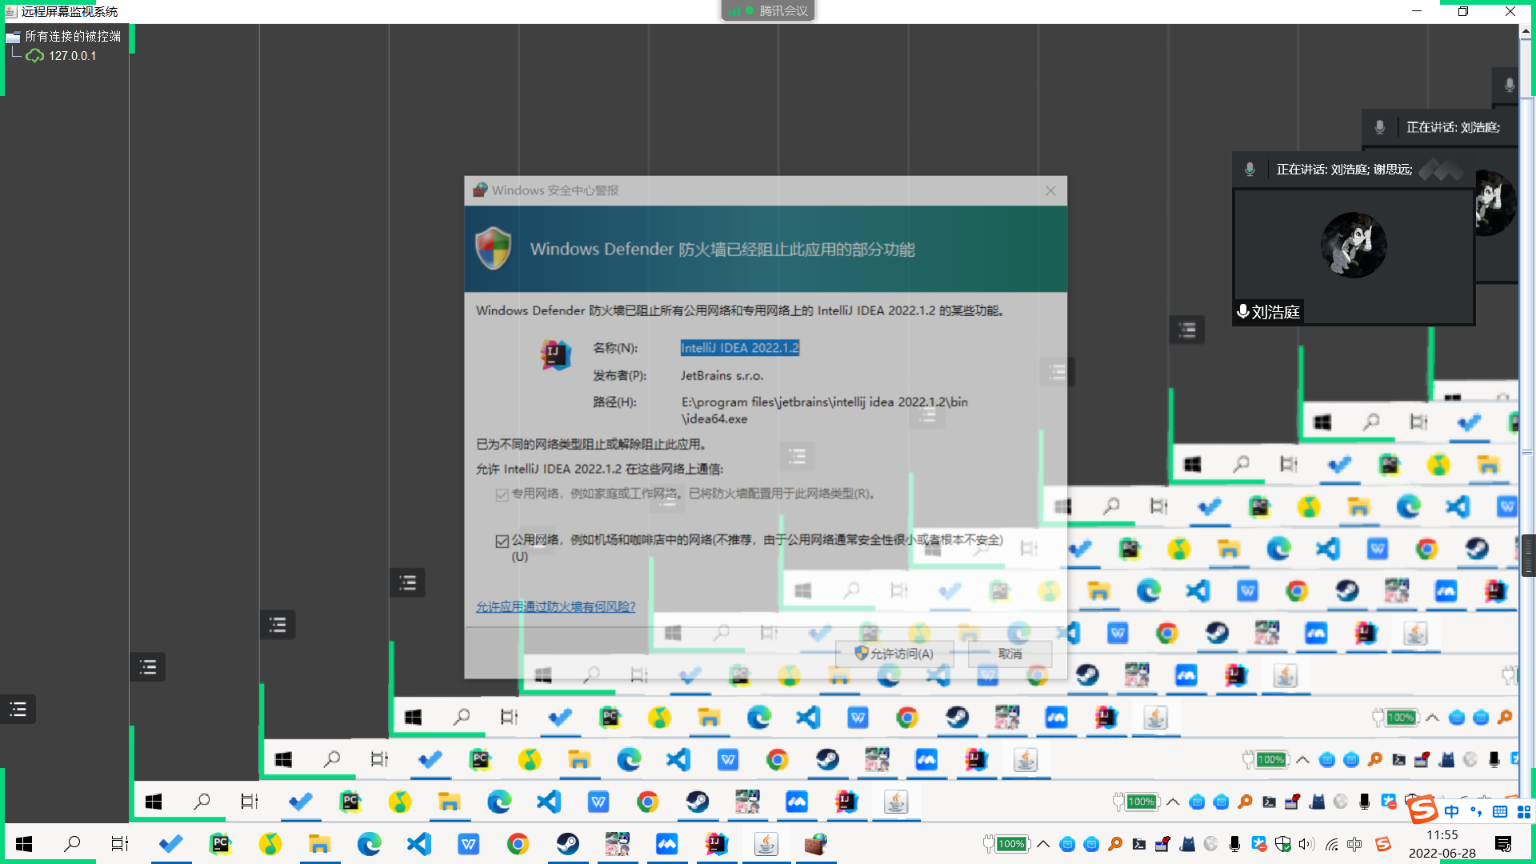 远程屏幕监视系统
腾讯会议
所有连接的被控端
127.0.0.1
正在讲话: 刘浩庭;
正在讲话: 刘浩庭; 谢思远;
刘浩庭
Windows 安全中心警报
Windows Defender 防火墙已经阻止此应用的部分功能
Windows Defender 防火墙已阻止所有公用网络和专用网络上的 IntelliJ IDEA 2022.1.2 的某些功能。
名称(N): IntelliJ IDEA 2022.1.2
发布者(P): JetBrains s.r.o.
路径(H): E:\program files\jetbrains\intellij idea 2022.1.2\bin
\idea64.exe
已为不同的网络类型阻止或解除阻止此应用。
允许 IntelliJ IDEA 2022.1.2 在这些网络上通信:
专用网络，例如家庭或工作网络。已将防火墙配置用于此网络类型(R)。
公用网络，例如机场和咖啡店中的网络(不推荐，由于公用网络通常安全性很小或者根本不安全)
(U)
允许应用通过防火墙有何风险?
允许访问(A)
取消
100%
100%
100%
中
100%
中
11:55
2022-06-28